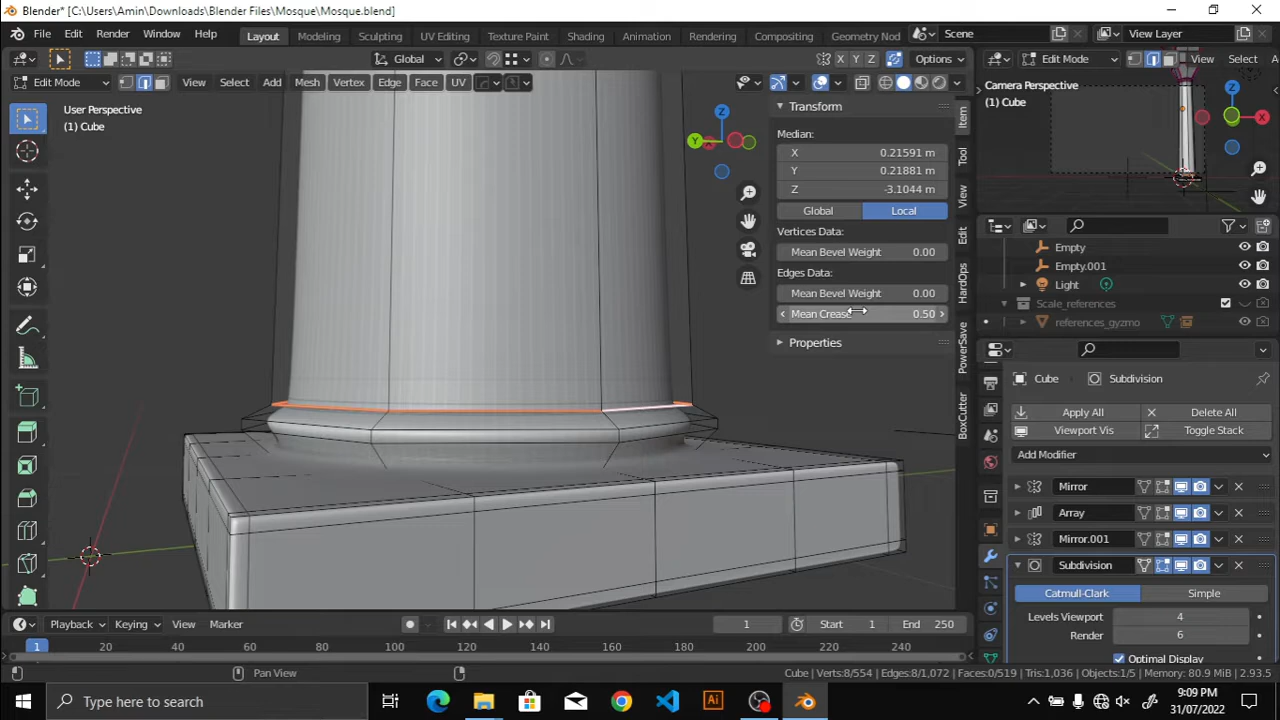 Blender* [C:\Users\Amin\Downloads\Blender Files\Mosque\Mosque.blend]
File Edit Render Window Help Layout Modeling Sculpting UV Editing Texture Paint Shading Animation Rendering Compositing Geometry Nod Scene View Layer
Global X Y Z Options Edit Mode
Edit Mode View Select Add Mesh Vertex Edge Face UV View Select
User Perspective
(1) Cube
Transform
Median:
X 0.21591 m
Y 0.21881 m
Z -3.1044 m
Global Local
Vertices Data:
Mean Bevel Weight 0.00
Edges Data:
Mean Bevel Weight 0.00
Mean Crease 0.50
Properties
Item
Tool
View
Edit
HardOps
PowerSave
BoxCutter
Z
Y
Camera Perspective
(1) Cube
Z
X
Empty
Empty.001
Light
Scale_references
references_gyzmo
Cube Subdivision
Apply All Delete All
Viewport Vis Toggle Stack
Add Modifier
Mirror
Array
Mirror.001
Subdivision
Catmull-Clark Simple
Levels Viewport 4
Render 6
Optimal Display
Playback Keying View Marker 1 Start 1 End 250
1 20 40 60 80 100 120 140 160 180 200 220 240
Pan View Cube | Verts:8/554 | Edges:8/1,072 | Faces:0/519 | Tris:1,036 | Objects:1/5 | Memory: 80.9 MiB | 2.93.5
Type here to search Ai 9:09 PM
31/07/2022